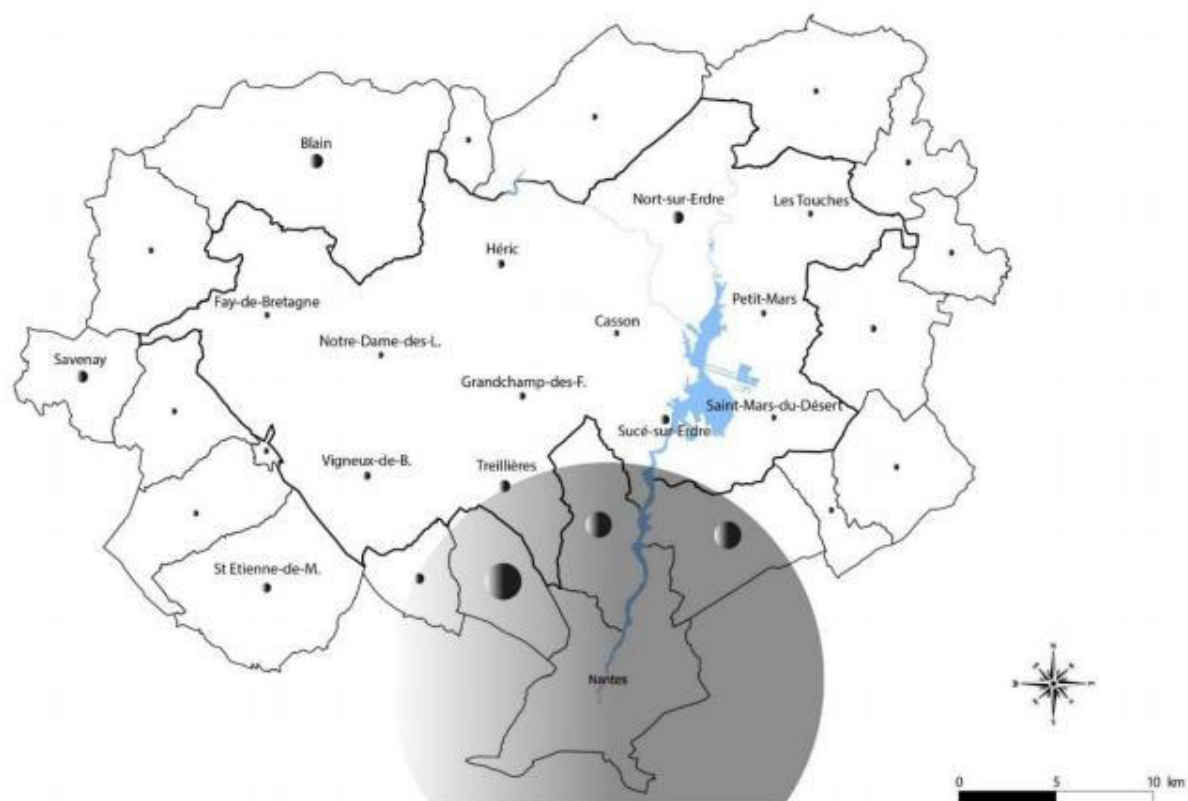 Blain
Nort-sur-Erdre
Les Touches
Héric
Fay-de-Bretagne
Petit-Mars
Casson
Notre-Dame-des-L.
Savenay
Grandchamp-des-F.
Saint-Mars-du-Désert
Sucé-sur-Erdre
Vigneux-de-B.
Treillières
St Etienne-de-M.
Nantes
0 5 10 km